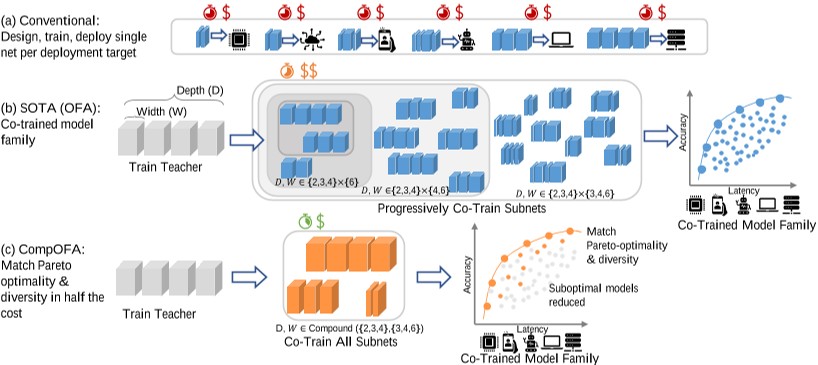 (a) Conventional:
Design, train, deploy single
net per deployment target
$ $ $ $ $ $
$$
(b) SOTA (OFA):
Co-trained model
family
Depth (D)
Width (W)
Train Teacher
D, W ∈ {2,3,4}×{6}
D, W ∈{2,3,4}×{4,6}
D, W ∈ {2,3,4}×{3,4,6}
Progressively Co-Train Subnets
Accuracy
Latency
Co-Trained Model Family
(c) CompOFA:
Match Pareto
optimality &
diversity in half the
cost
Train Teacher
$
D, W ∈ Compound ({2,3,4},{3,4,6})
Co-Train All Subnets
Accuracy
Match
Pareto-optimality
& diversity
Suboptimal models
reduced
Latency
Co-Trained Model Family